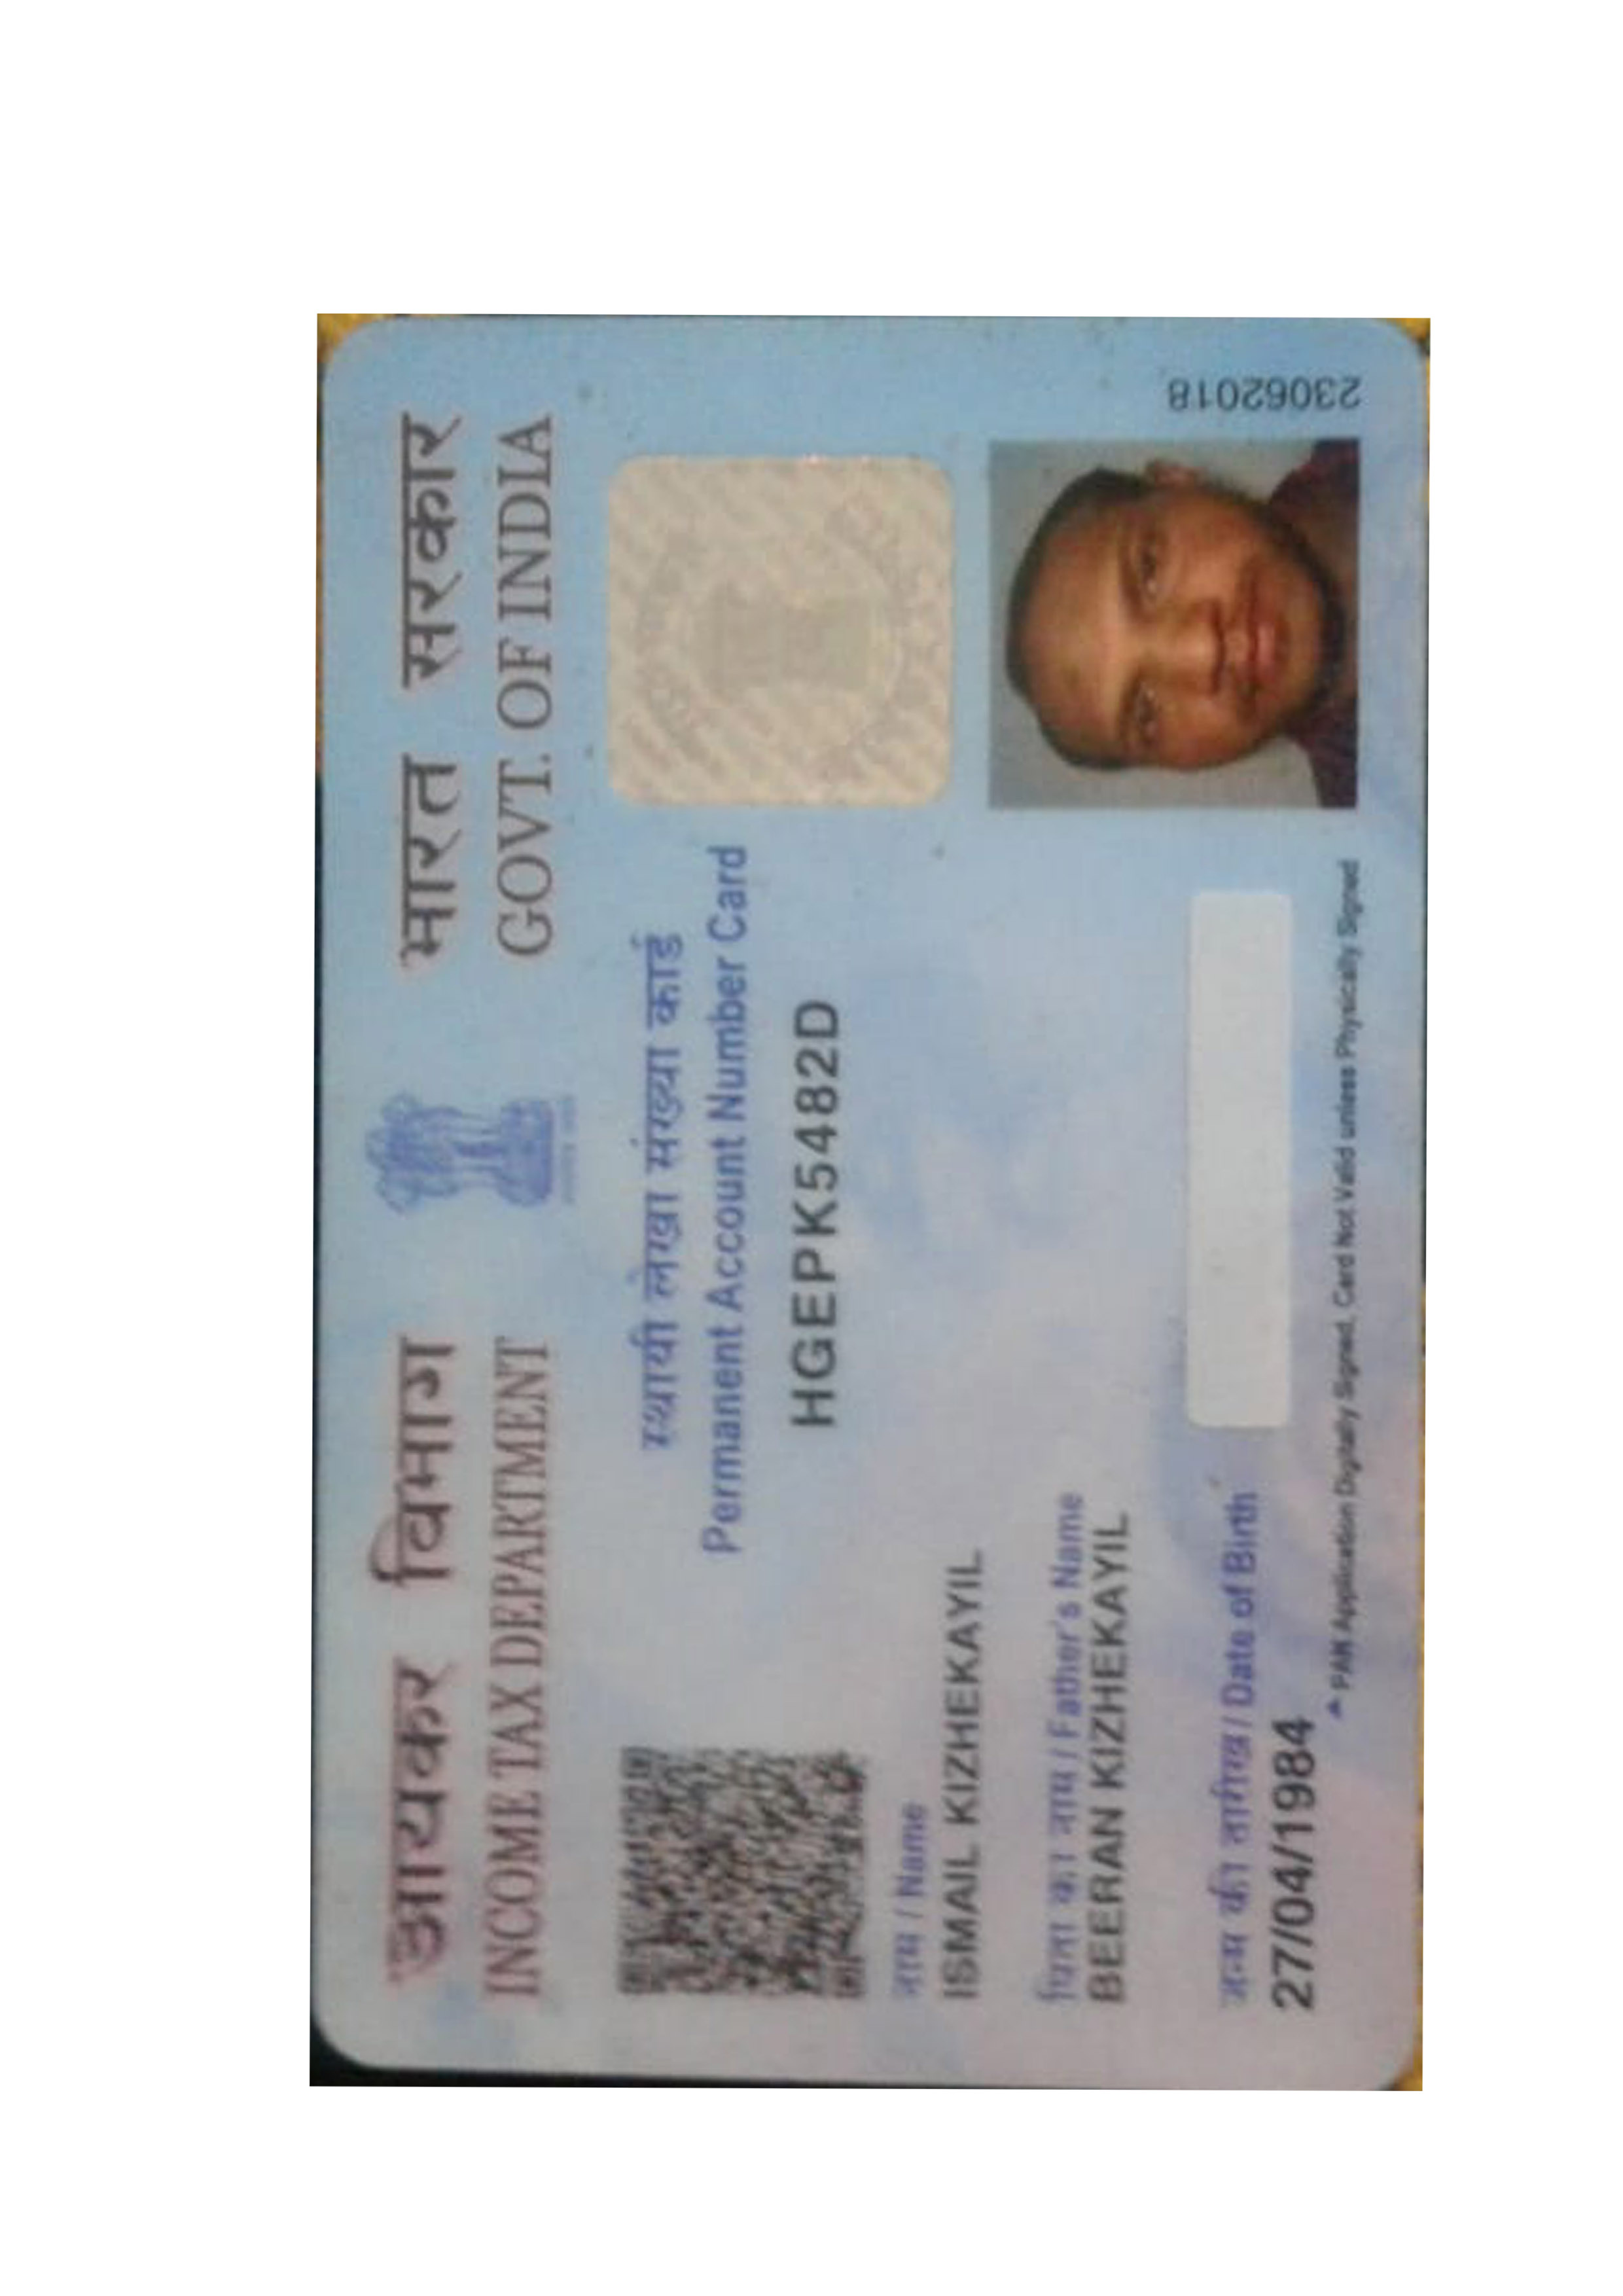 आयकर विभाग
INCOME TAX DEPARTMENT
भारत सरकार
GOVT. OF INDIA
स्थायी लेखा संख्या कार्ड
Permanent Account Number Card
HGEPK5482D
नाम / Name
ISMAIL KIZHEKAYIL
पिता का नाम / Father's Name
BEERAN KIZHEKAYIL
जन्म की तारीख / Date of Birth
27/04/1984
PAN Application Digitally Signed, Card Not Valid unless Physically Signed
23062018